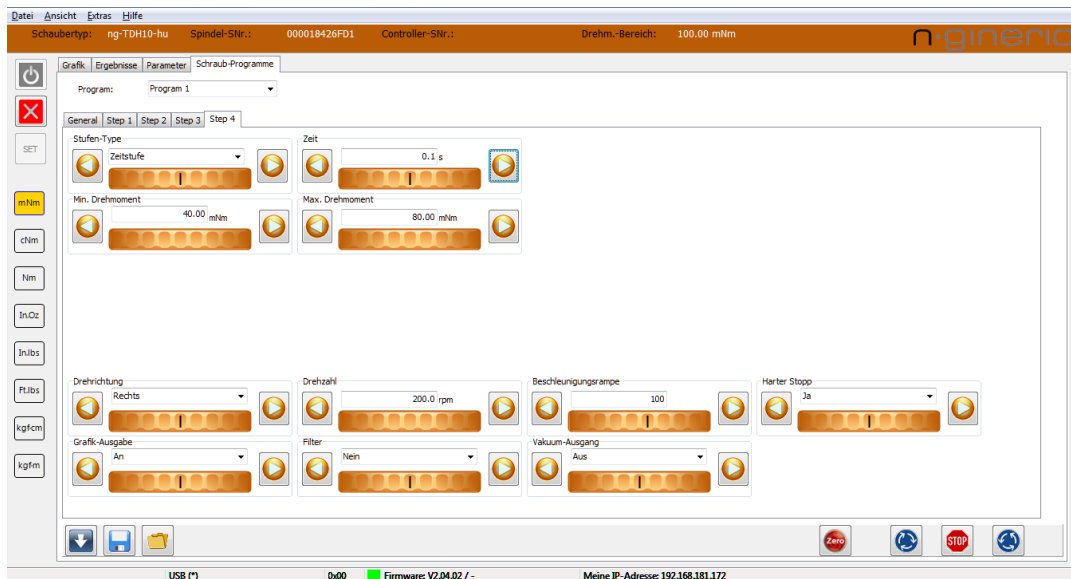 Datei Ansicht Extras Hilfe
Schaubertyp: ng-TDH10-hu Spindel-SNr.: 000018426FD1 Controller-SNr.: Drehm.-Bereich: 100.00 mNm n-gineric
Grafik Ergebnisse Parameter Schraub-Programme
Program: Program 1
General Step 1 Step 2 Step 3 Step 4
SET
Stufen-Type Zeit
Zeitstufe 0.1 s
Min. Drehmoment Max. Drehmoment
40.00 mNm 80.00 mNm
mNm
cNm
Nm
In.Oz
In.lbs
Ft.lbs
kgfcm
kgfm
Drehrichtung Drehzahl Beschleunigungsrampe Harter Stopp
Rechts 200.0 rpm 100 Ja
Grafik-Ausgabe Filter Vakuum-Ausgang
An Nein Aus
Zero STOP
USB (*) 0x00 Firmware: V2.04.02 / - Meine IP-Adresse: 192.168.181.172